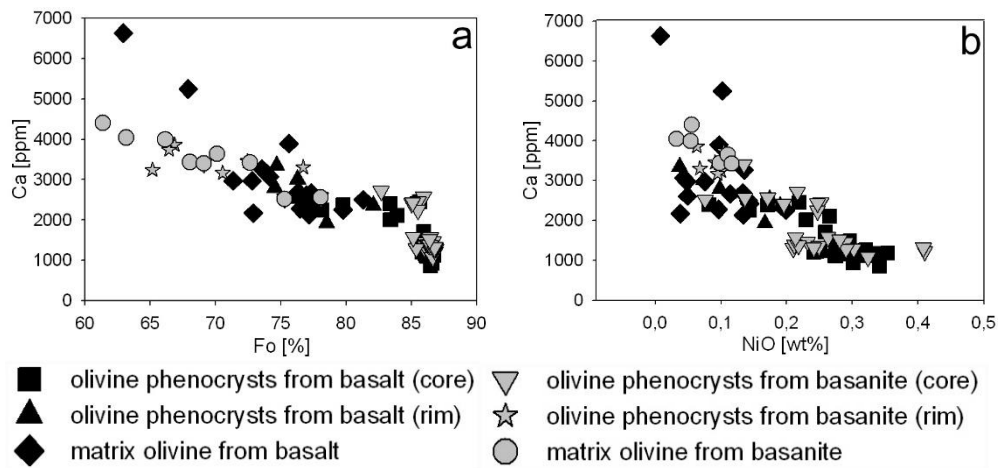 7000
6000
5000
4000
3000
2000
1000
0
Ca [ppm]
a
60 65 70 75 80 85 90
Fo [%]
7000
6000
5000
4000
3000
2000
1000
0
Ca [ppm]
b
0,0 0,1 0,2 0,3 0,4 0,5
NiO [wt%]
olivine phenocrysts from basalt (core)
olivine phenocrysts from basalt (rim)
matrix olivine from basalt
olivine phenocrysts from basanite (core)
olivine phenocrysts from basanite (rim)
matrix olivine from basanite